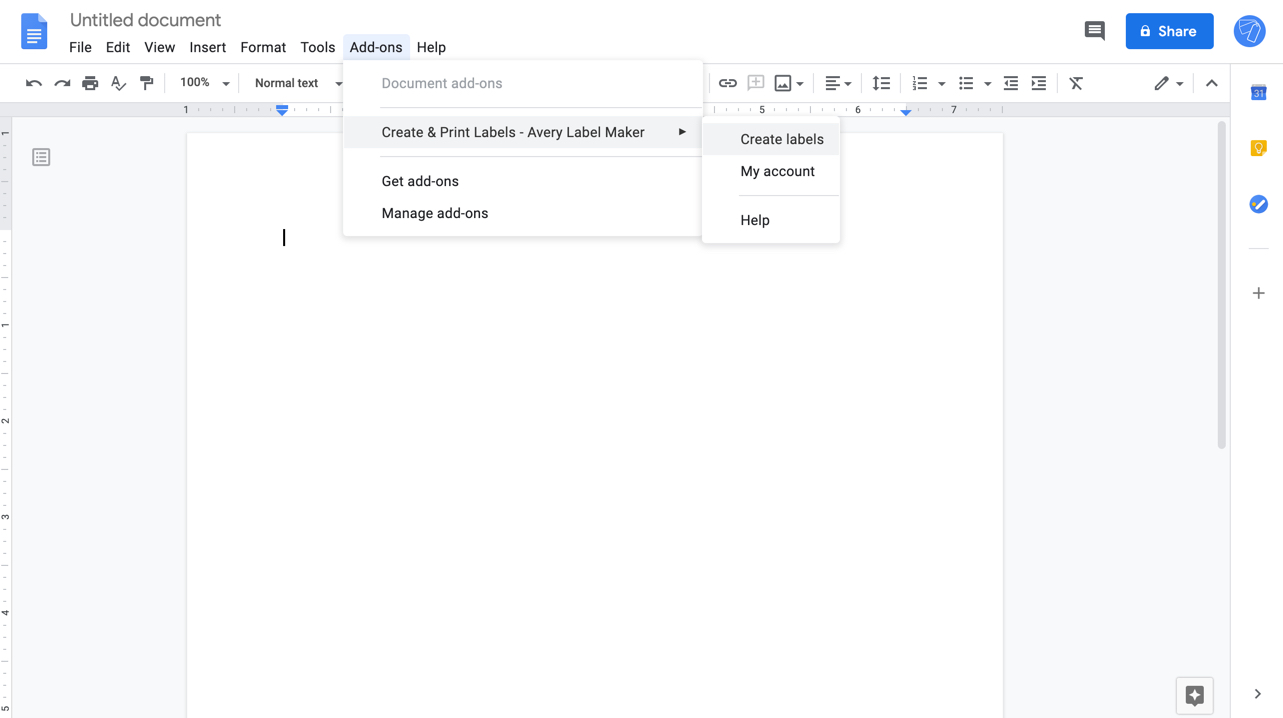 Untitled document
File Edit View Insert Format Tools Add-ons Help
Share
100% Normal text
Document add-ons
Create & Print Labels - Avery Label Maker
Get add-ons
Manage add-ons
Create labels
My account
Help
1 5 6 7
1
1
2
3
4
5
31